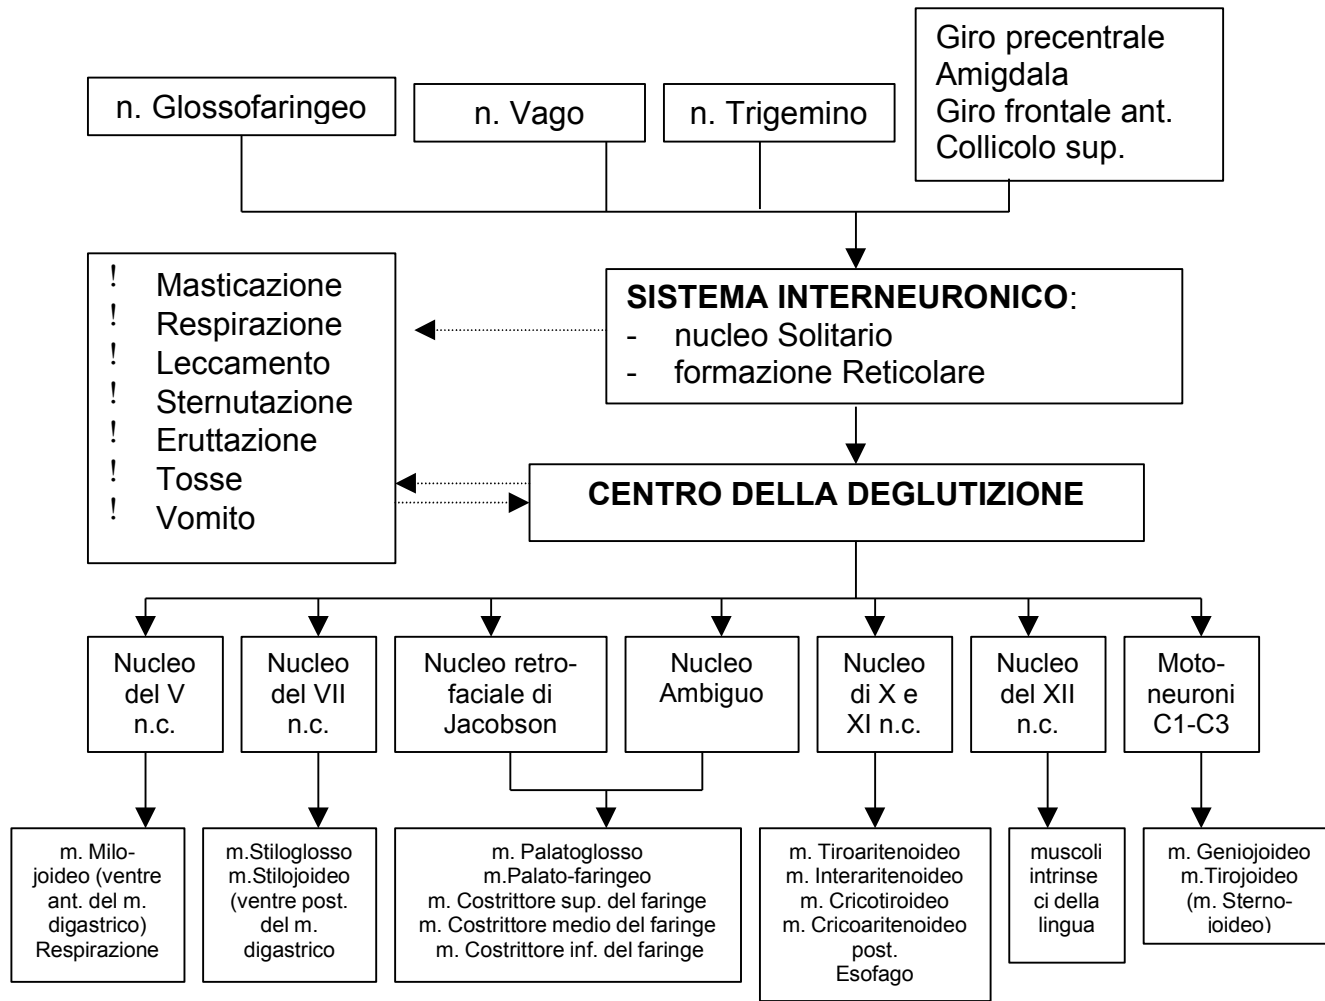 n. Glossofaringeo
n. Vago
n. Trigemino
Giro precentrale
Amigdala
Giro frontale ant.
Collicolo sup.
! Masticazione
! Respirazione
! Leccamento
! Sternutazione
! Eruttazione
! Tosse
! Vomito
SISTEMA INTERNEURONICO:
- nucleo Solitario
- formazione Reticolare
CENTRO DELLA DEGLUTIZIONE
Nucleo
del V
n.c.
Nucleo
del VII
n.c.
Nucleo retro-
faciale di
Jacobson
Nucleo
Ambiguo
Nucleo
di X e
XI n.c.
Nucleo
del XII
n.c.
Moto-
neuroni
C1-C3
m. Milo-
joideo (ventre
ant. del m.
digastrico)
Respirazione
m.Stiloglosso
m.Stilojoideo
(ventre post.
del m.
digastrico
m. Palatoglosso
m.Palato-faringeo
m. Costrittore sup. del faringe
m. Costrittore medio del faringe
m. Costrittore inf. del faringe
m. Tiroaritenoideo
m. Interaritenoideo
m. Cricotiroideo
m. Cricoaritenoideo
post.
Esofago
muscoli
intrinse
ci della
lingua
m. Geniojoideo
m.Tirojoideo
(m. Sterno-
joideo)